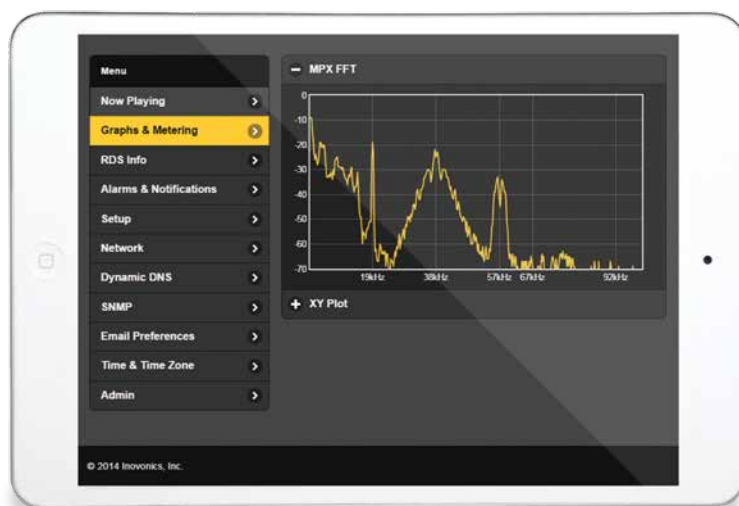 Menu
Now Playing
Graphs & Metering
RDS Info
Alarms & Notifications
Setup
Network
Dynamic DNS
SNMP
Email Preferences
Time & Time Zone
Admin
MPX FFT
0
-10
-20
-30
-40
-50
-60
-70
19kHz 38kHz 57kHz 67kHz 92kHz
XY Plot
© 2014 Inovonics, Inc.